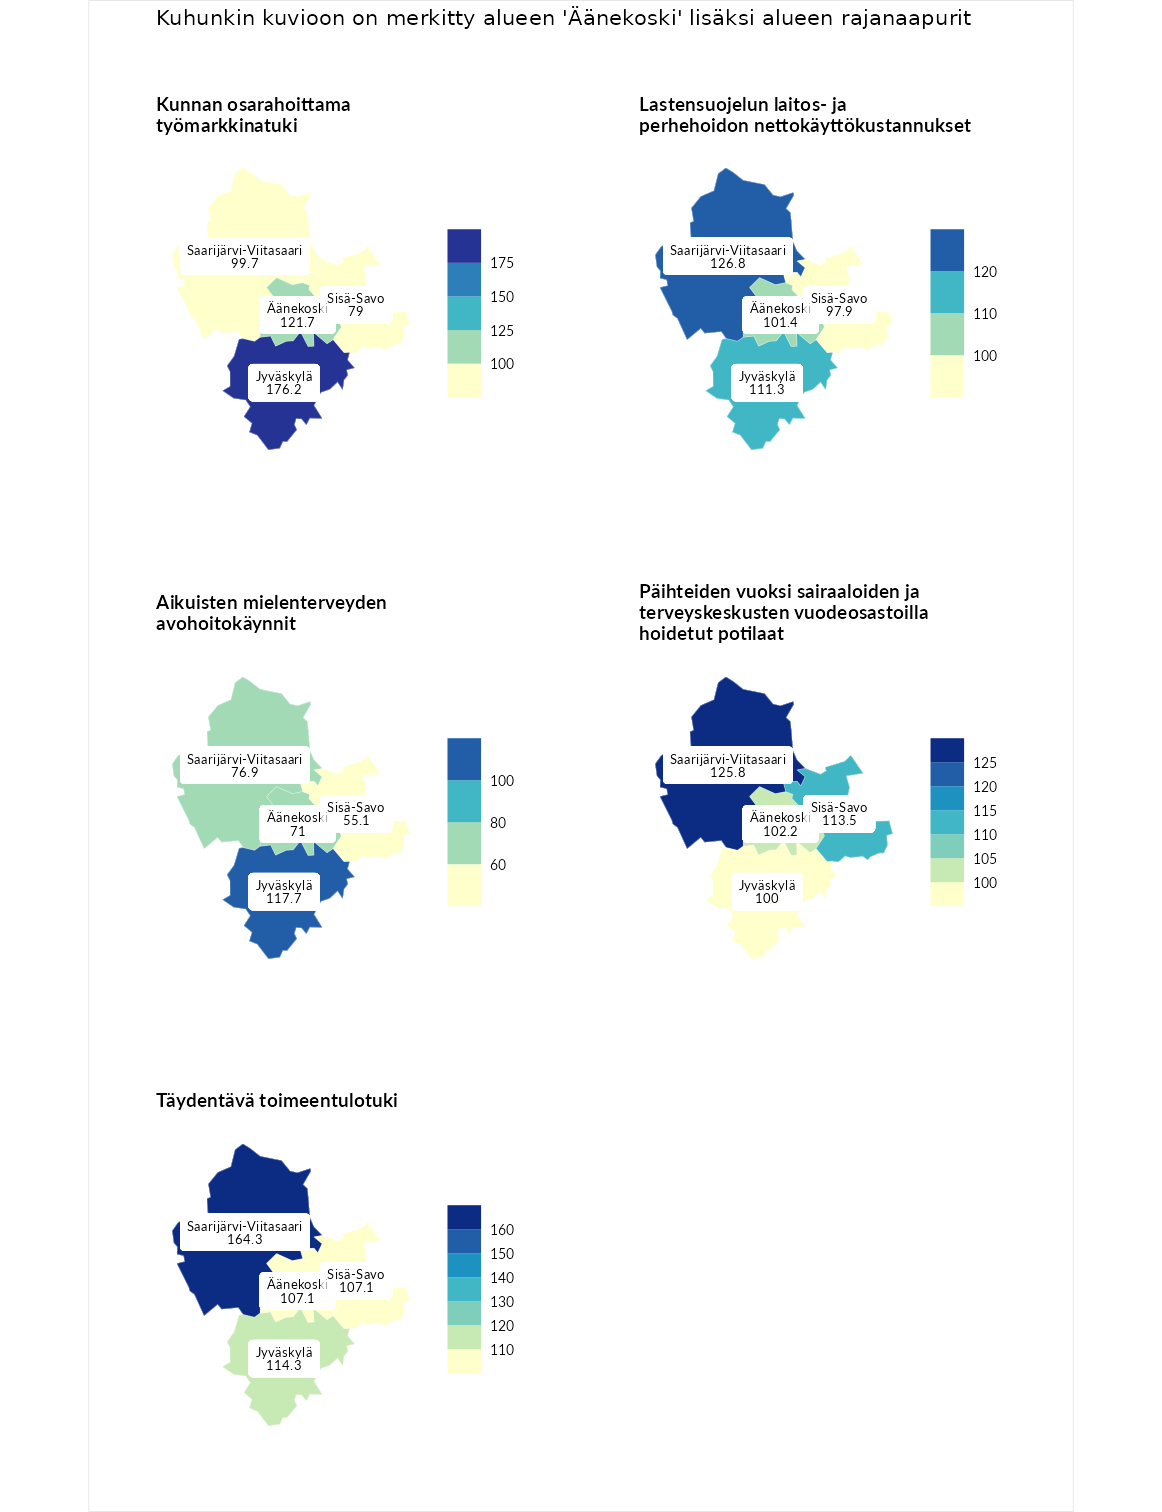 Kuhunkin kuvioon on merkitty alueen 'Äänekoski' lisäksi alueen rajanaapurit
Kunnan osarahoittama
työmarkkinatuki
Saarijärvi-Viitasaari
99.7
Sisä-Savo
79
Äänekoski
121.7
Jyväskylä
176.2
175
150
125
100
Lastensuojelun laitos- ja
perhehoidon nettokäyttökustannukset
Saarijärvi-Viitasaari
126.8
Sisä-Savo
97.9
Äänekoski
101.4
Jyväskylä
111.3
120
110
100
Aikuisten mielenterveyden
avohoitokäynnit
Saarijärvi-Viitasaari
76.9
Sisä-Savo
55.1
Äänekoski
71
Jyväskylä
117.7
100
80
60
Päihteiden vuoksi sairaaloiden ja
terveyskeskusten vuodeosastoilla
hoidetut potilaat
Saarijärvi-Viitasaari
125.8
Sisä-Savo
113.5
Äänekoski
102.2
Jyväskylä
100
125
120
115
110
105
100
Täydentävä toimeentulotuki
Saarijärvi-Viitasaari
164.3
Sisä-Savo
107.1
Äänekoski
107.1
Jyväskylä
114.3
160
150
140
130
120
110